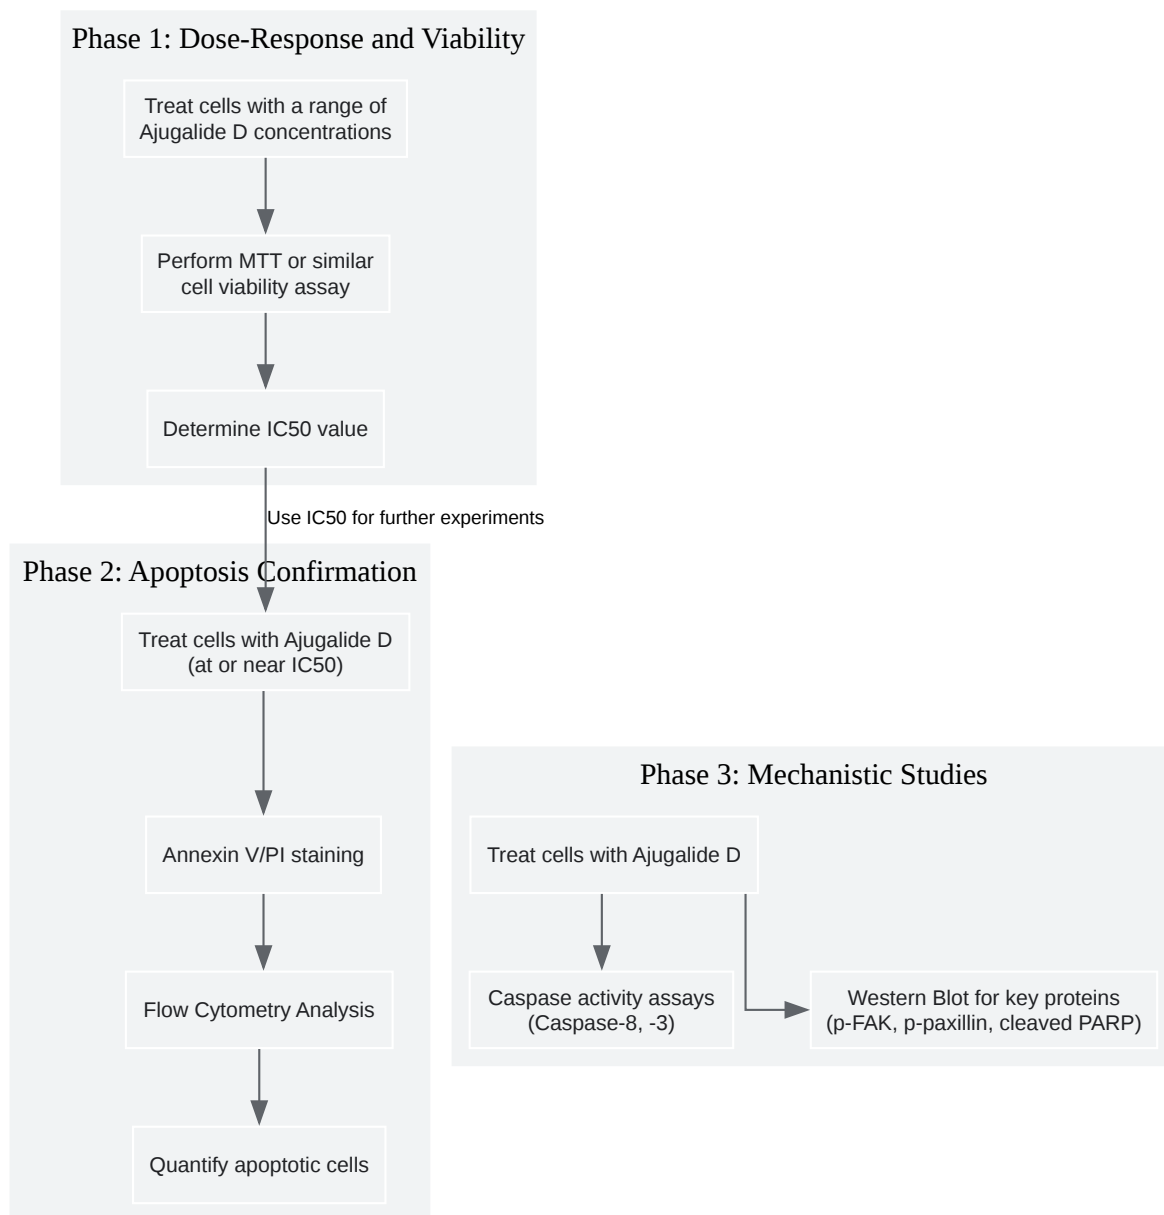 Phase 1: Dose-Response and Viability
Treat cells with a range of
Ajugalide D concentrations
Perform MTT or similar
cell viability assay
Determine IC50 value
Use IC50 for further experiments
Phase 2: Apoptosis Confirmation
Treat cells with Ajugalide D
(at or near IC50)
Annexin V/PI staining
Flow Cytometry Analysis
Quantify apoptotic cells
Phase 3: Mechanistic Studies
Treat cells with Ajugalide D
Caspase activity assays
(Caspase-8, -3)
Western Blot for key proteins
(p-FAK, p-paxillin, cleaved PARP)